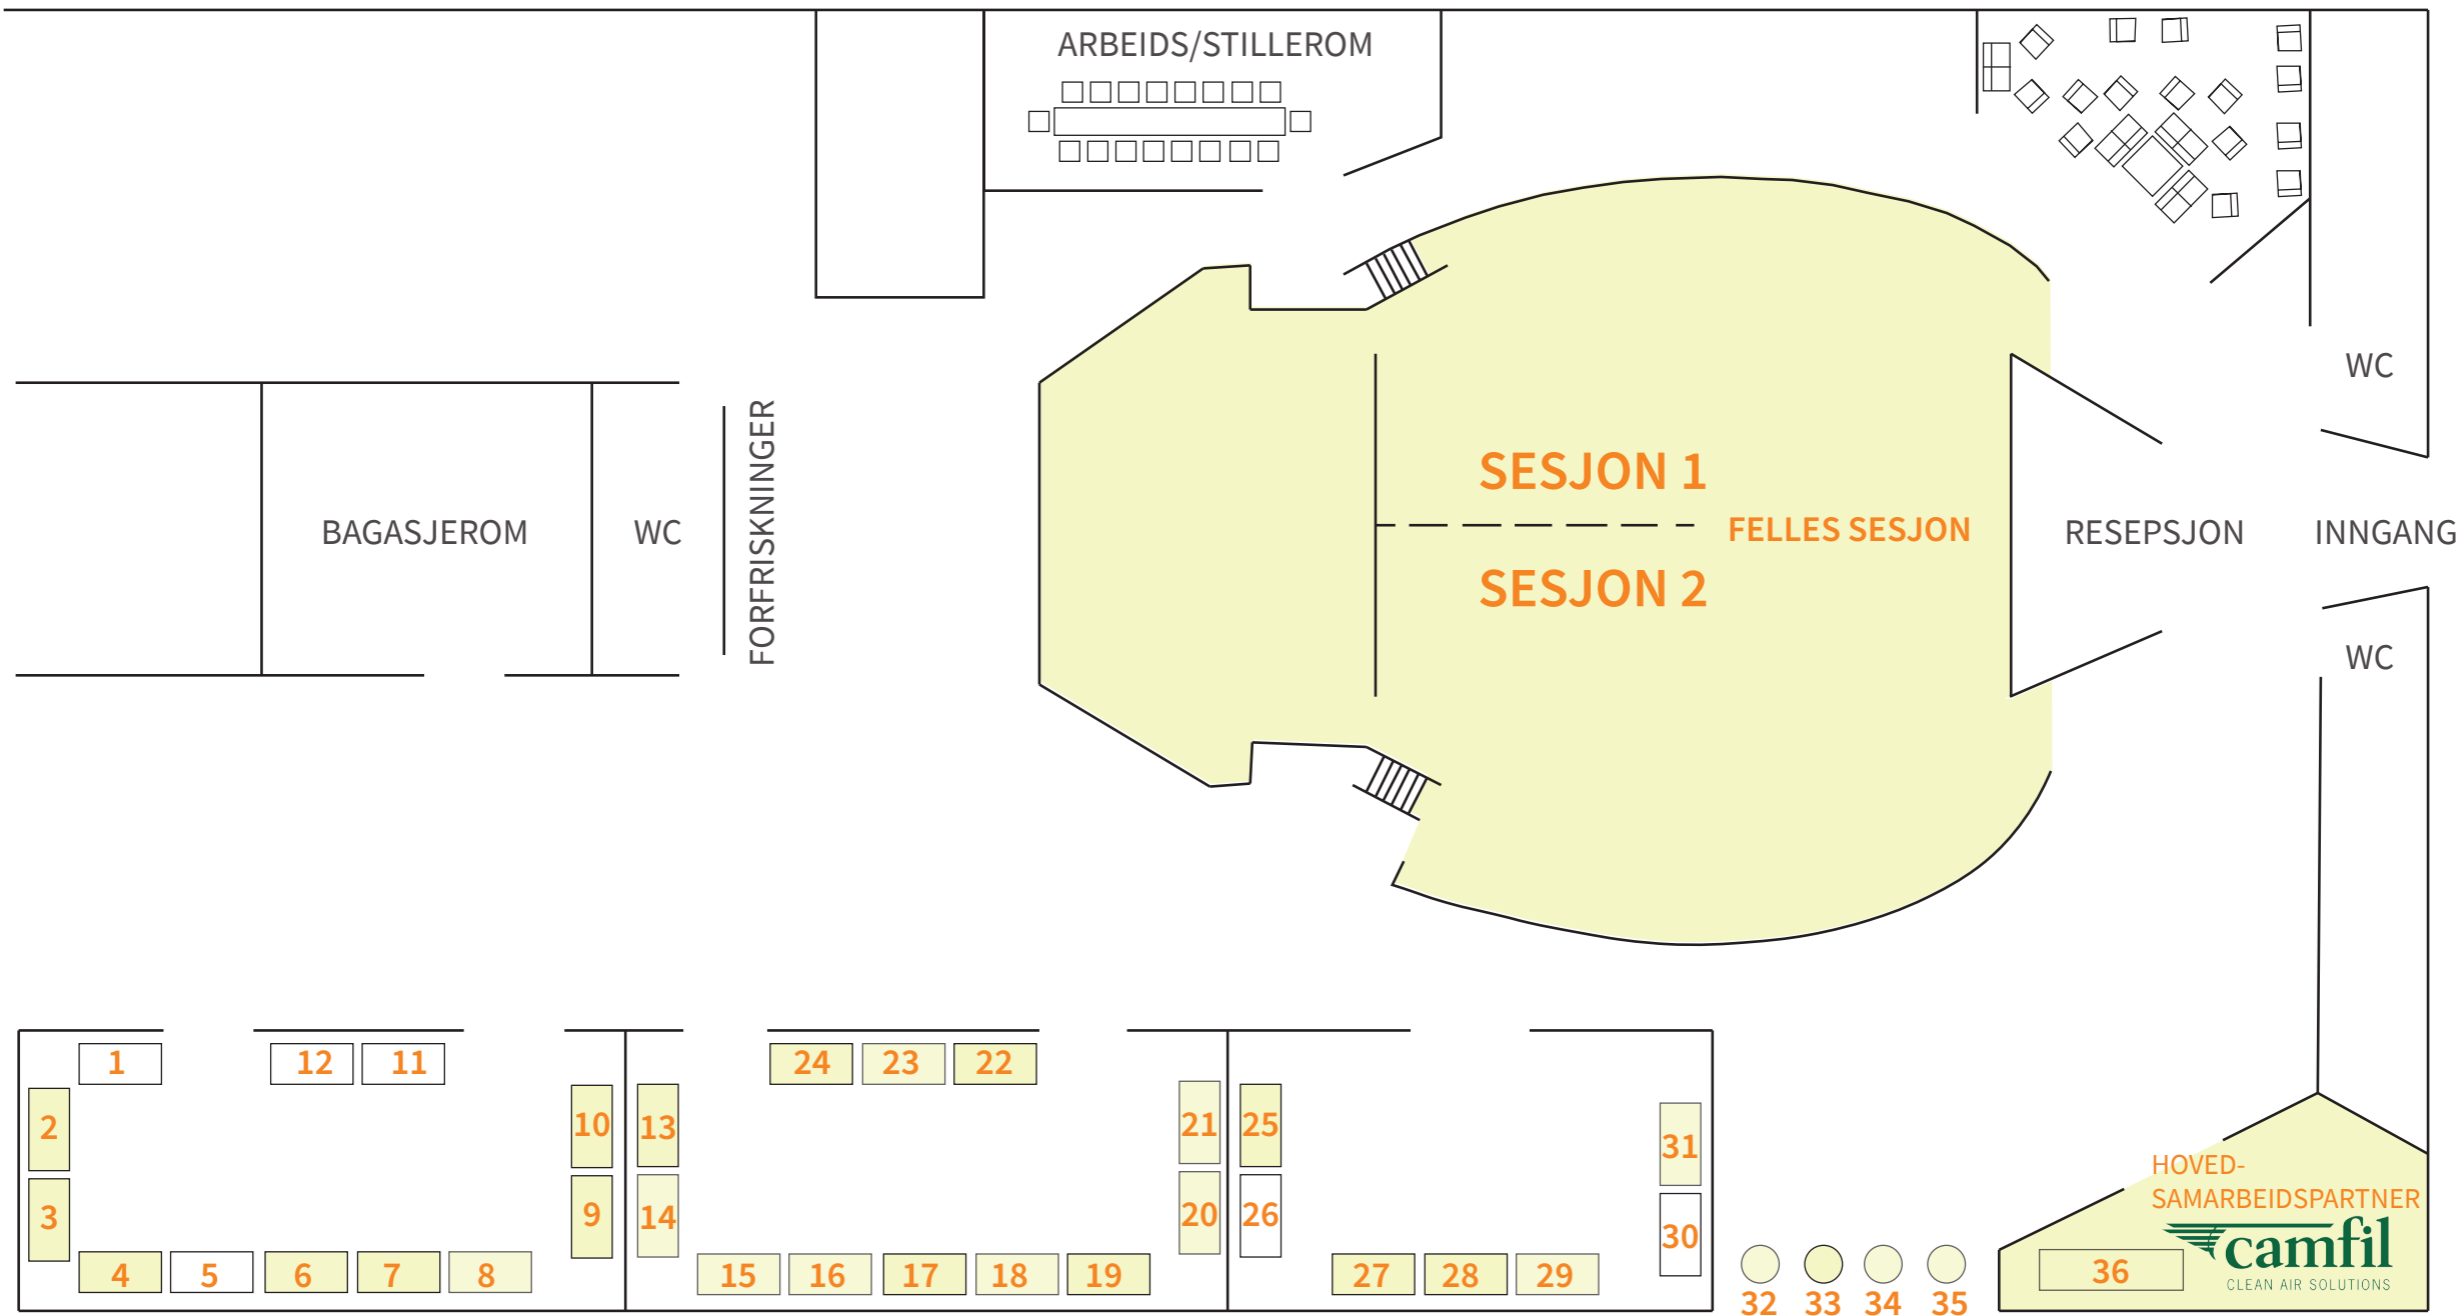 ARBEIDS/STILLEROM
WC
SESJON 1
FORFRISKNINGER
BAGASJEROM
WC
FELLES SESJON
RESEPSJON
INNGANG
SESJON 2
WC
1
12
11
24
23
22
2
10
13
21
25
31
3
9
14
20
26
30
4
5
6
7
8
15
16
17
18
19
27
28
29
32
33
34
35
HOVED-
SAMARBEIDSPARTNER
camfil
CLEAN AIR SOLUTIONS
36